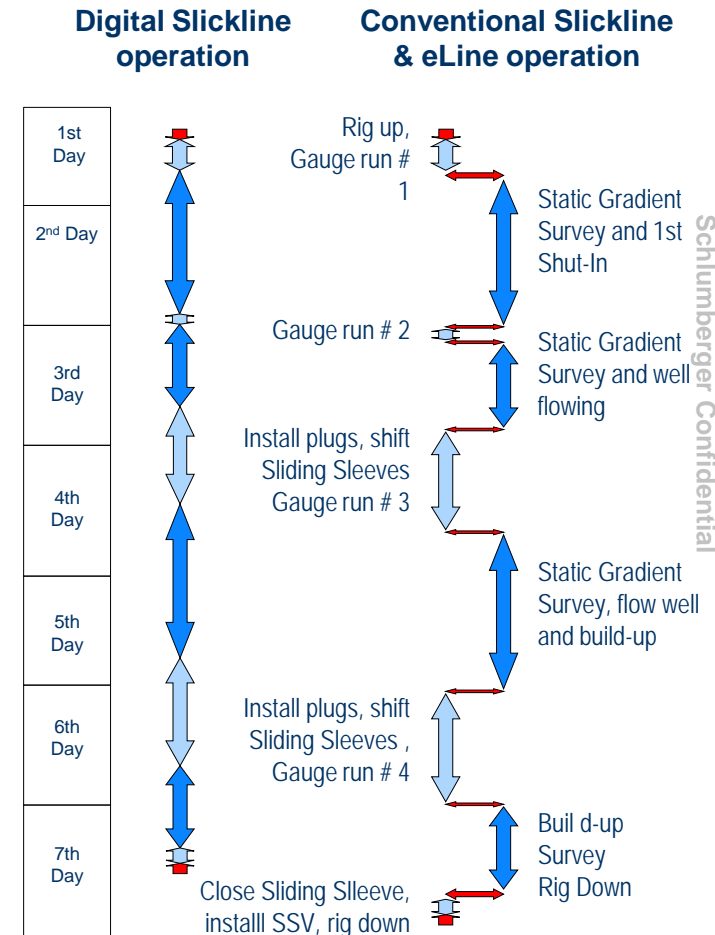 Digital Slickline
operation
Conventional Slickline
& eLine operation
1st
Day
2nd Day
3rd
Day
4th
Day
5th
Day
6th
Day
7th
Day
Rig up,
Gauge run #
1
Static Gradient
Survey and 1st
Shut-In
Gauge run # 2
Static Gradient
Survey and well
flowing
Install plugs, shift
Sliding Sleeves
Gauge run # 3
Static Gradient
Survey, flow well
and build-up
Install plugs, shift
Sliding Sleeves ,
Gauge run # 4
Buil d-up
Survey
Rig Down
Close Sliding Slleeve,
installl SSV, rig down
Schlumberger Confidential